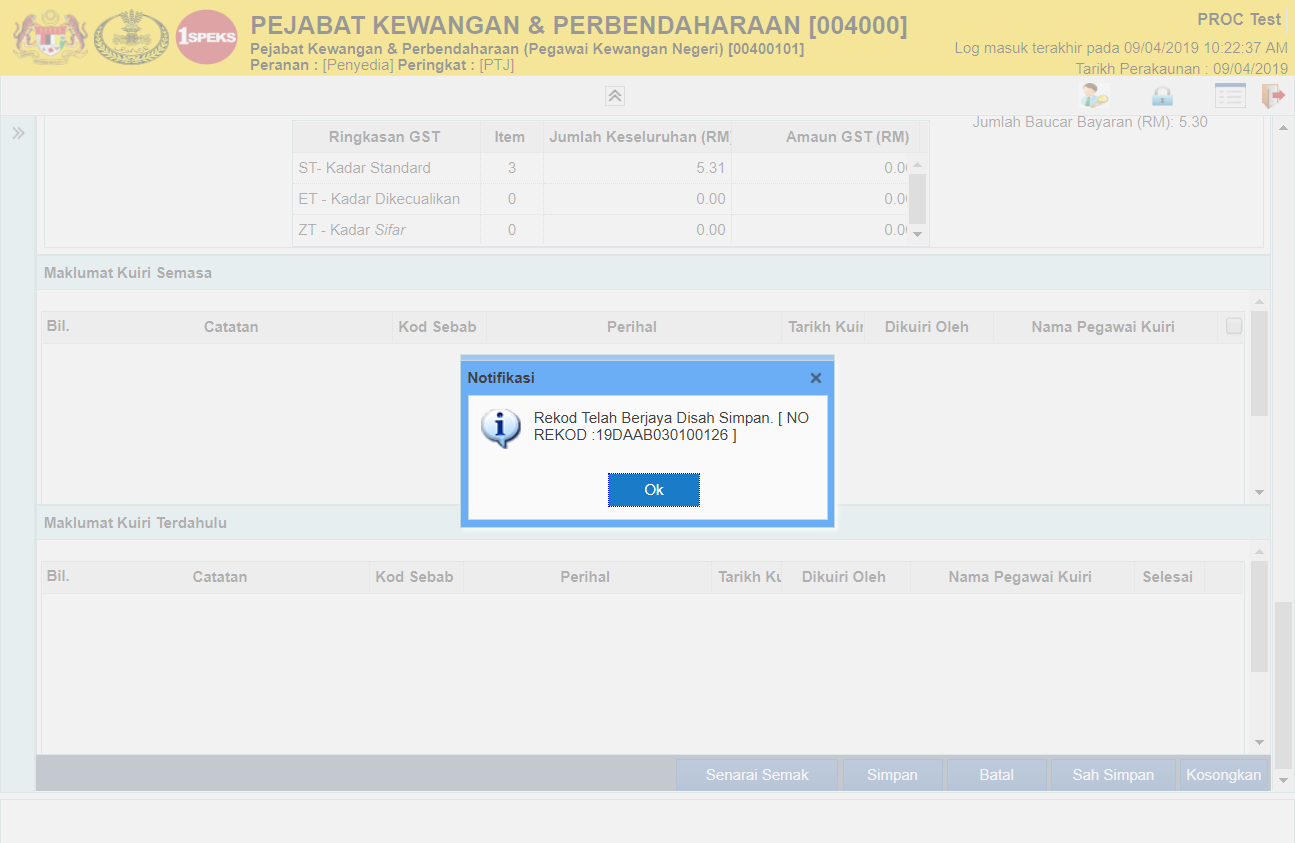 1SPEKS
PEJABAT KEWANGAN & PERBENDAHARAAN [004000]
Pejabat Kewangan & Perbendaharaan (Pegawai Kewangan Negeri) [00400101]
Peranan : [Penyedia] Peringkat : [PTJ]
PROC Test
Log masuk terakhir pada 09/04/2019 10:22:37 AM
Tarikh Perakaunan : 09/04/2019
Jumlah Baucar Bayaran (RM): 5.30
Ringkasan GST Item Jumlah Keseluruhan (RM) Amaun GST (RM)
ST- Kadar Standard 3 5.31 0.00
ET - Kadar Dikecualikan 0 0.00 0.00
ZT - Kadar Sifar 0 0.00 0.00
Maklumat Kuiri Semasa
Bil. Catatan Kod Sebab Perihal Tarikh Kuiri Dikuiri Oleh Nama Pegawai Kuiri
Notifikasi
Rekod Telah Berjaya Disah Simpan. [ NO
REKOD :19DAAB030100126 ]
Ok
Maklumat Kuiri Terdahulu
Bil. Catatan Kod Sebab Perihal Tarikh Ku Dikuiri Oleh Nama Pegawai Kuiri Selesai
Senarai Semak Simpan Batal Sah Simpan Kosongkan